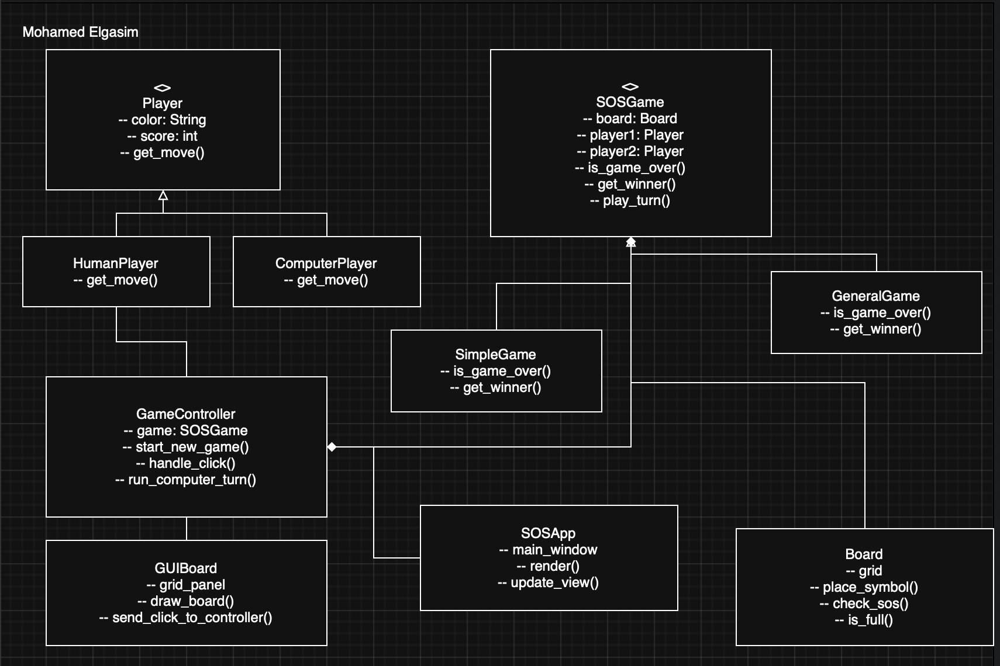 Mohamed Elgasim
<>
Player
-- color: String
-- score: int
-- get_move()
<>
SOSGame
-- board: Board
-- player1: Player
-- player2: Player
-- is_game_over()
-- get_winner()
-- play_turn()
HumanPlayer
-- get_move()
ComputerPlayer
-- get_move()
GeneralGame
-- is_game_over()
-- get_winner()
SimpleGame
-- is_game_over()
-- get_winner()
GameController
-- game: SOSGame
-- start_new_game()
-- handle_click()
-- run_computer_turn()
SOSApp
-- main_window
-- render()
-- update_view()
Board
-- grid
-- place_symbol()
-- check_sos()
-- is_full()
GUIBoard
-- grid_panel
-- draw_board()
-- send_click_to_controller()